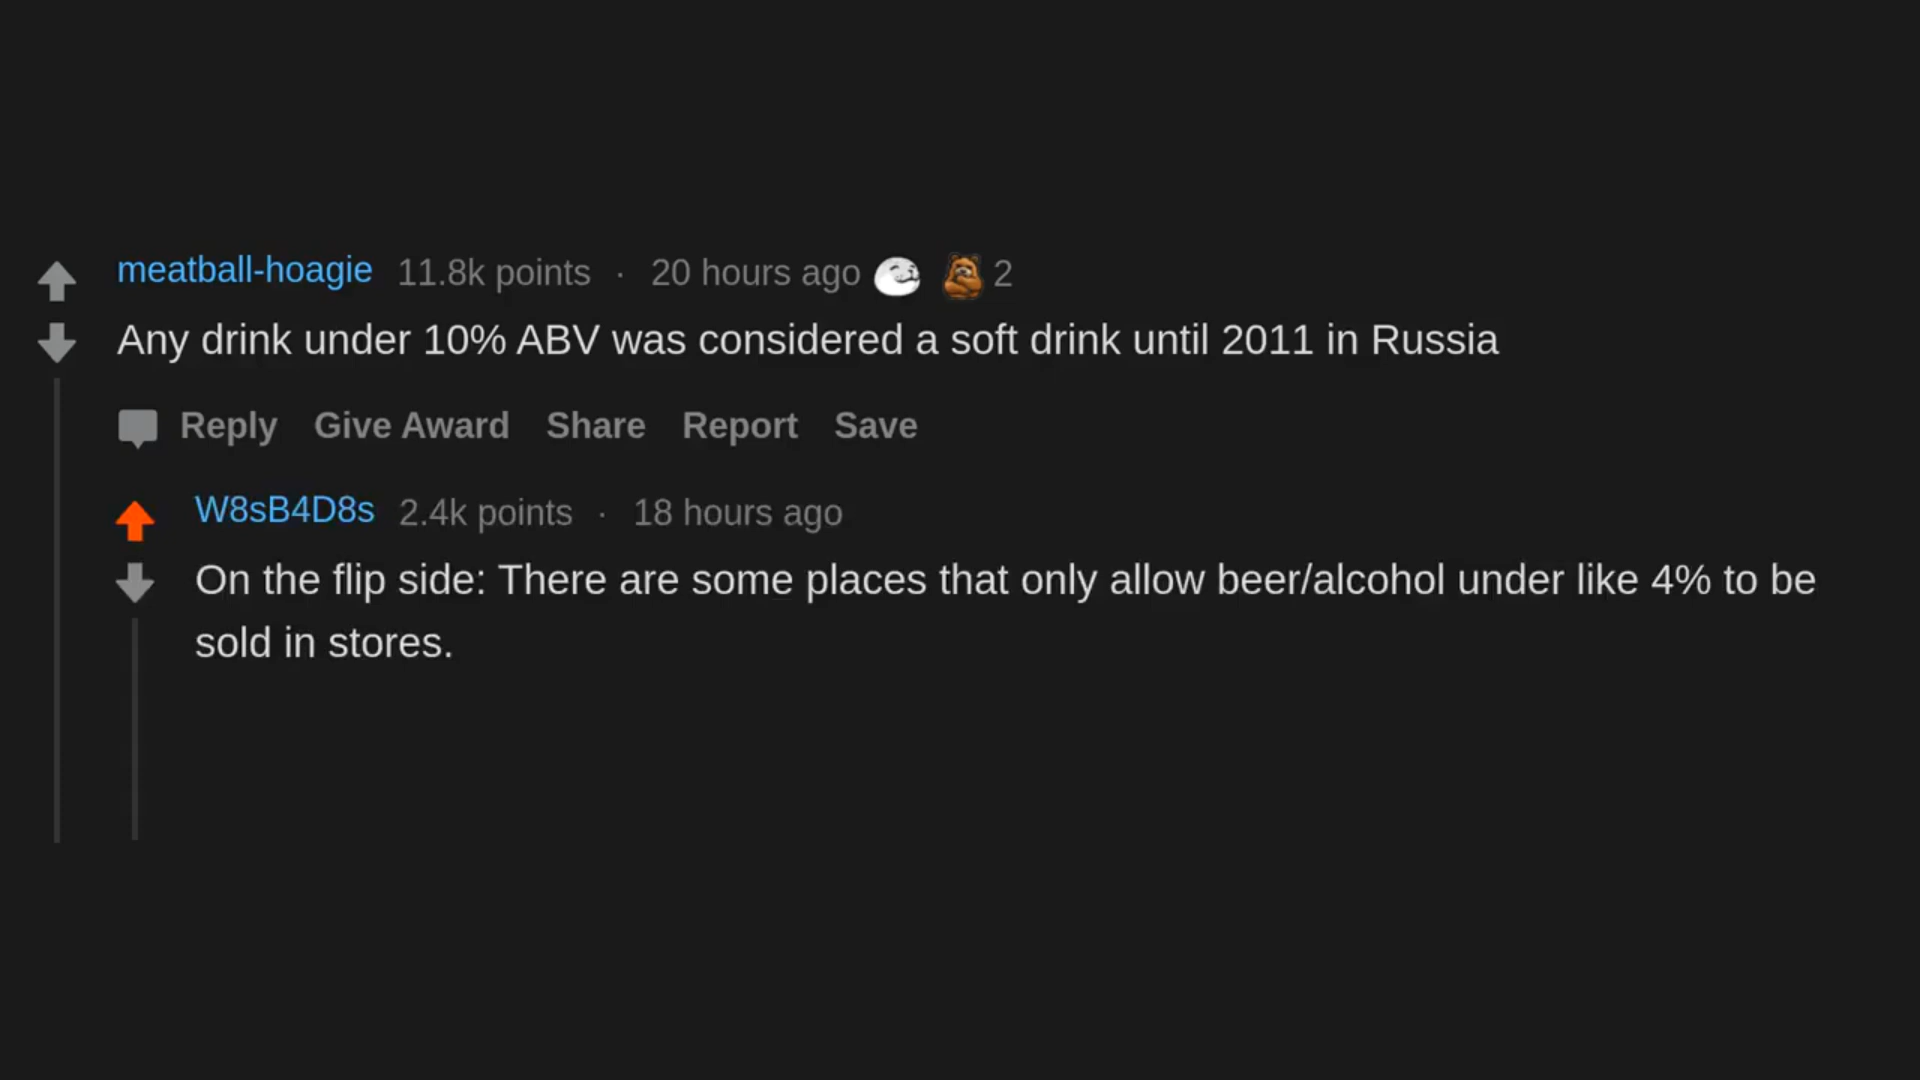 meatball-hoagie 11.8k points · 20 hours ago 2
Any drink under 10% ABV was considered a soft drink until 2011 in Russia
Reply Give Award Share Report Save
W8sB4D8s 2.4k points · 18 hours ago
On the flip side: There are some places that only allow beer/alcohol under like 4% to be
sold in stores.